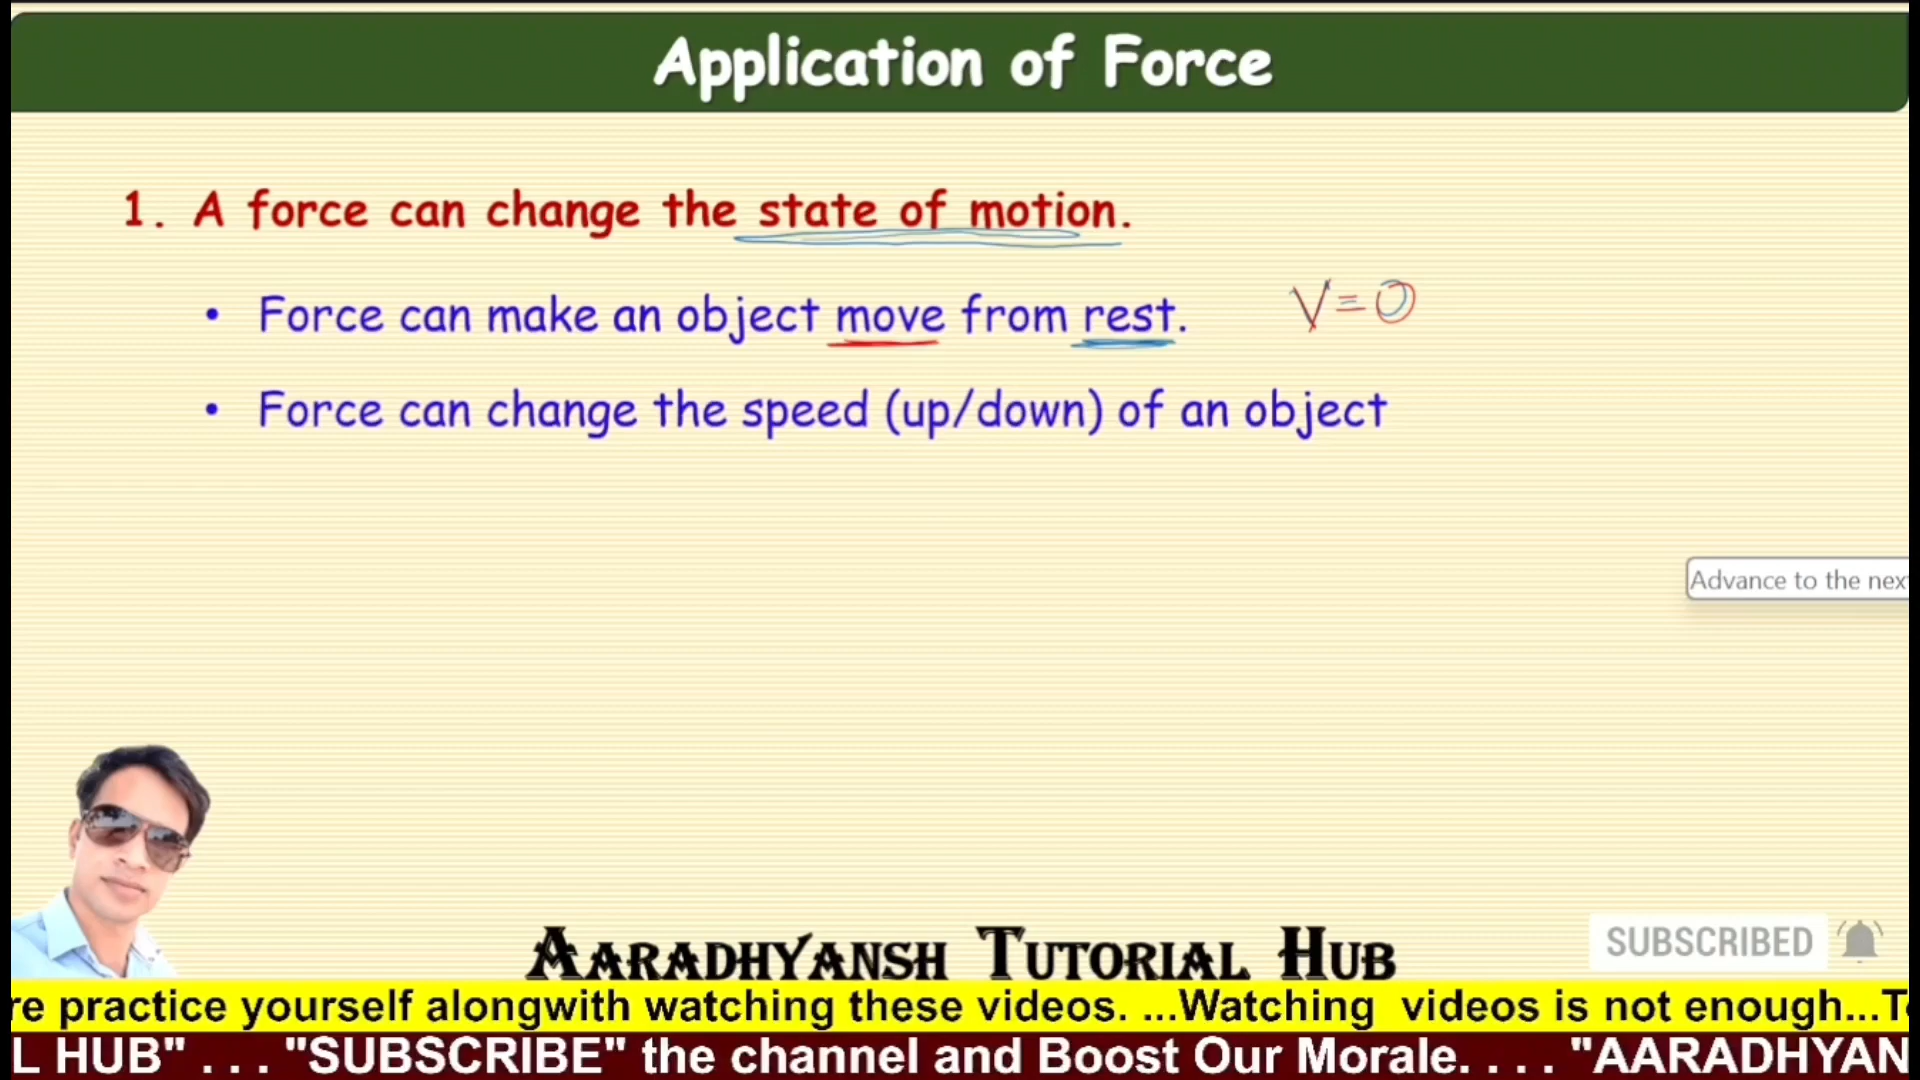 Application of Force
1. A force can change the state of motion.
• Force can make an object move from rest.
V=0
• Force can change the speed (up/down) of an object
Advance to the nex
AARADHYANSH TUTORIAL HUB
SUBSCRIBED
re practice yourself alongwith watching these videos. ...Watching videos is not enough...T
L HUB" . . . "SUBSCRIBE" the channel and Boost Our Morale. . . . "AARADHYAN